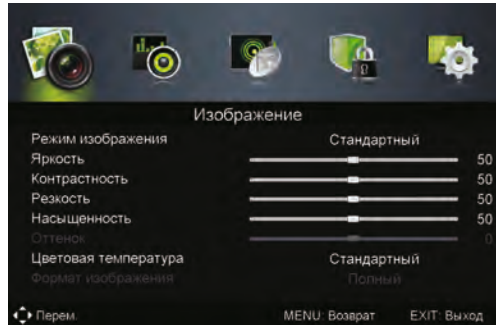 Изображение
Режим изображения Стандартный
Яркость 50
Контрастность 50
Резкость 50
Насыщенность 50
Оттенок 0
Цветовая температура Стандартный
Формат изображения Полный
Перем. MENU: Возврат EXIT: Выход